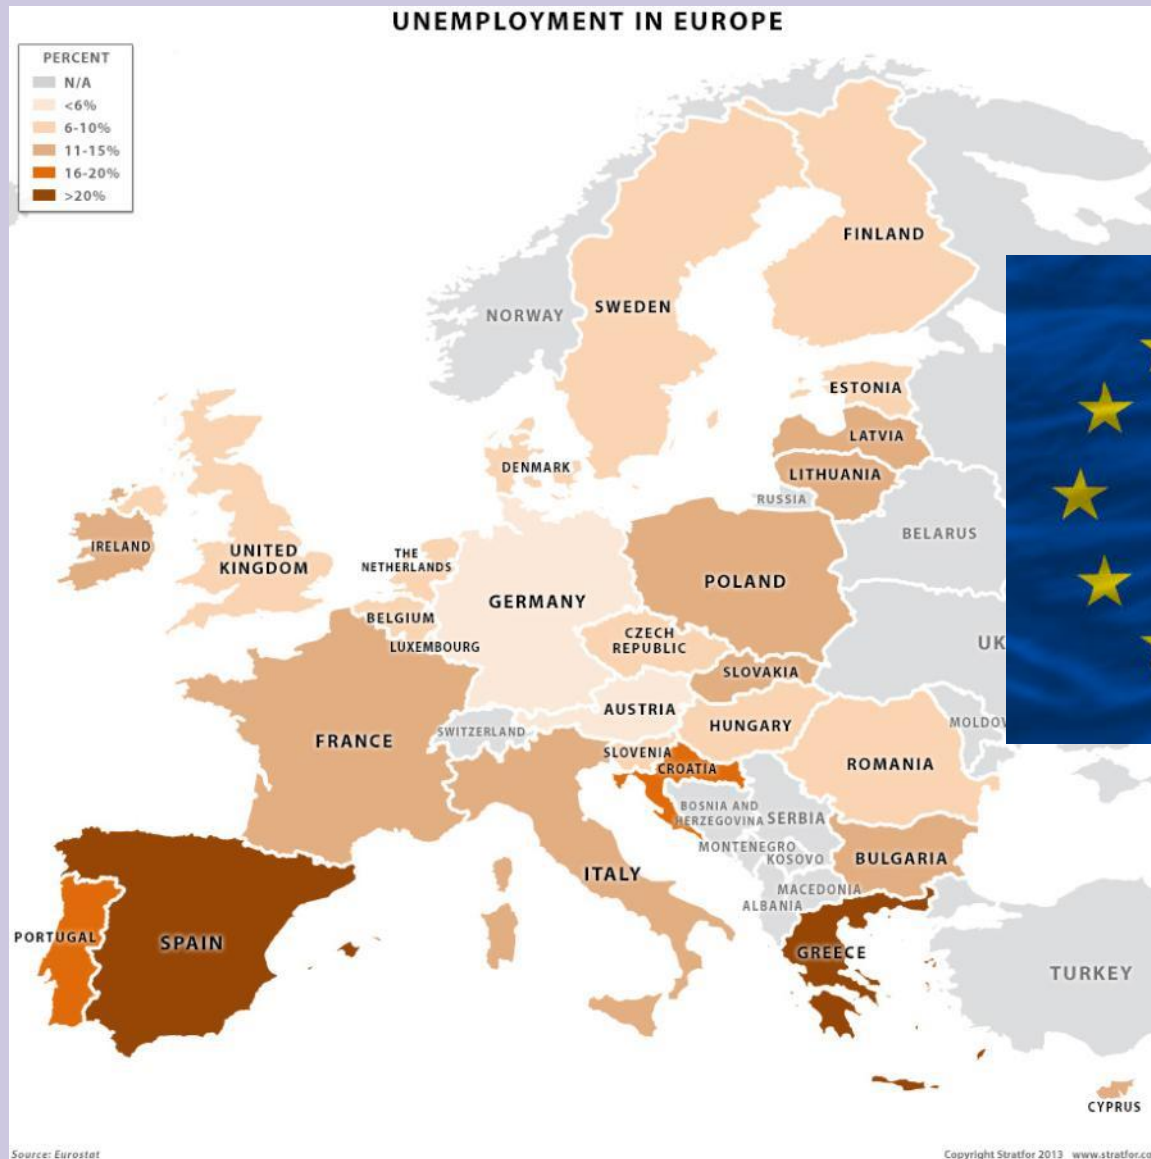 UNEMPLOYMENT IN EUROPE
PERCENT
N/A
<6%
6-10%
11-15%
16-20%
>20%
FINLAND
NORWAY
SWEDEN
ESTONIA
LATVIA
DENMARK
LITHUANIA
RUSSIA
BELARUS
IRELAND
UNITED
KINGDOM
THE
NETHERLANDS
GERMANY
POLAND
BELGIUM
LUXEMBOURG
CZECH
REPUBLIC
UK
SLOVAKIA
AUSTRIA
FRANCE
SWITZERLAND
HUNGARY
MOLDOV
SLOVENIA
CROATIA
ROMANIA
BOSNIA AND
HERZEGOVINA
SERBIA
MONTENEGRO
KOSOVO
BULGARIA
ITALY
MACEDONIA
ALBANIA
PORTUGAL
SPAIN
GREECE
TURKEY
CYPRUS
Source: Eurostat
Copyright Stratfor 2013 www.stratfor.co